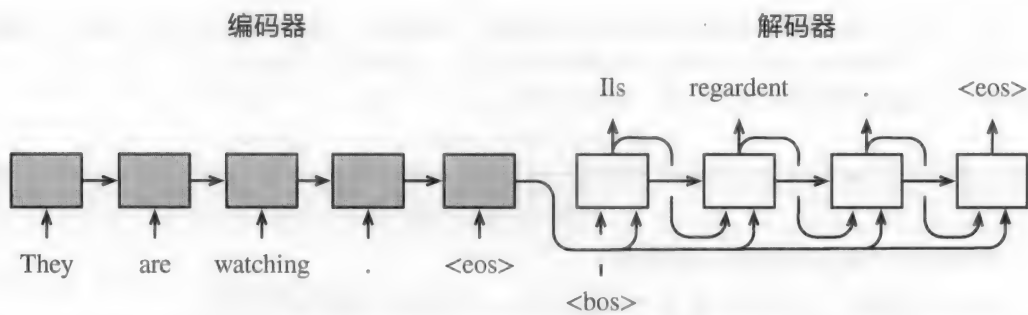 编码器 解码器
Ils regardent . <eos>
They are watching . <eos>
<bos>